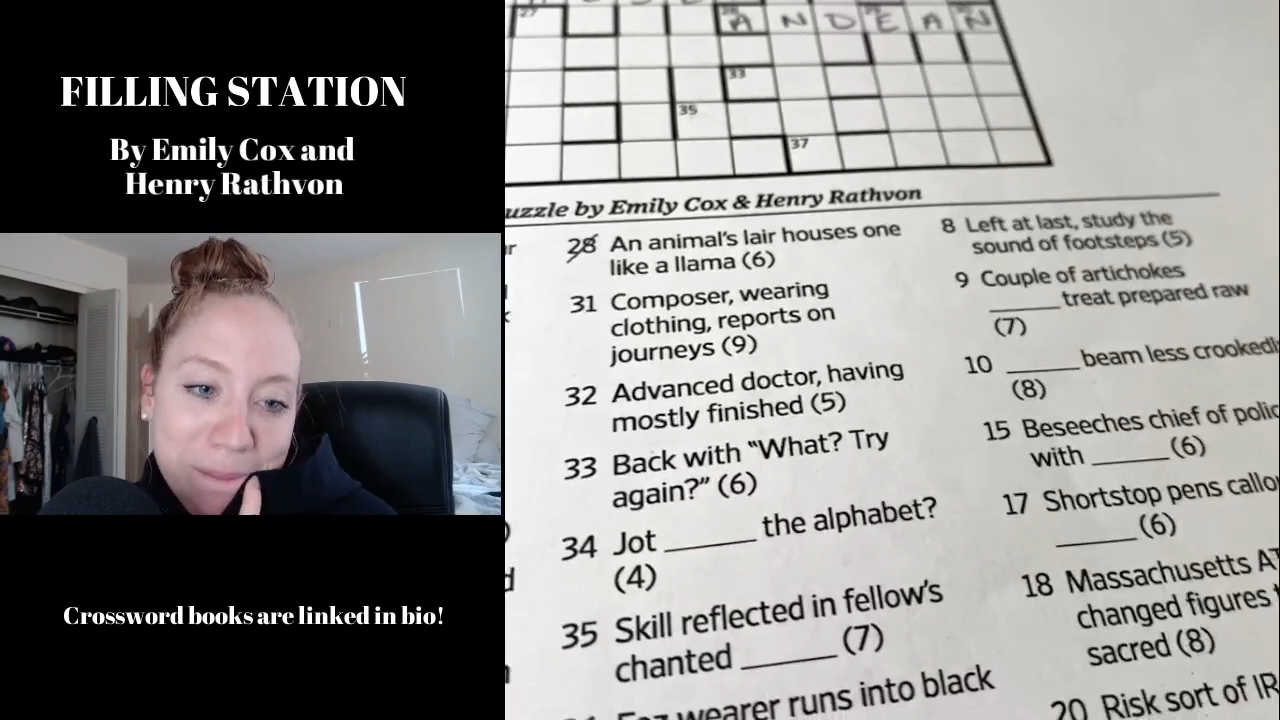 FILLING STATION
By Emily Cox and
Henry Rathvon
Crossword books are linked in bio!
27
28
A N D E A N
33
35
37
uzzle by Emily Cox & Henry Rathvon
28 An animal's lair houses one
like a llama (6)
31 Composer, wearing
clothing, reports on
journeys (9)
32 Advanced doctor, having
mostly finished (5)
33 Back with "What? Try
again?" (6)
34 Jot ______ the alphabet?
(4)
35 Skill reflected in fellow's
chanted ______ (7)
wearer runs into black
8 Left at last, study the
sound of footsteps (5)
9 Couple of artichokes
______ treat prepared raw
(7)
10 ______ beam less crookedl
(8)
15 Beseeches chief of polic
with ______ (6)
17 Shortstop pens callo
______ (6)
18 Massachusetts AT
changed figures
sacred (8)
20 Risk sort of IR